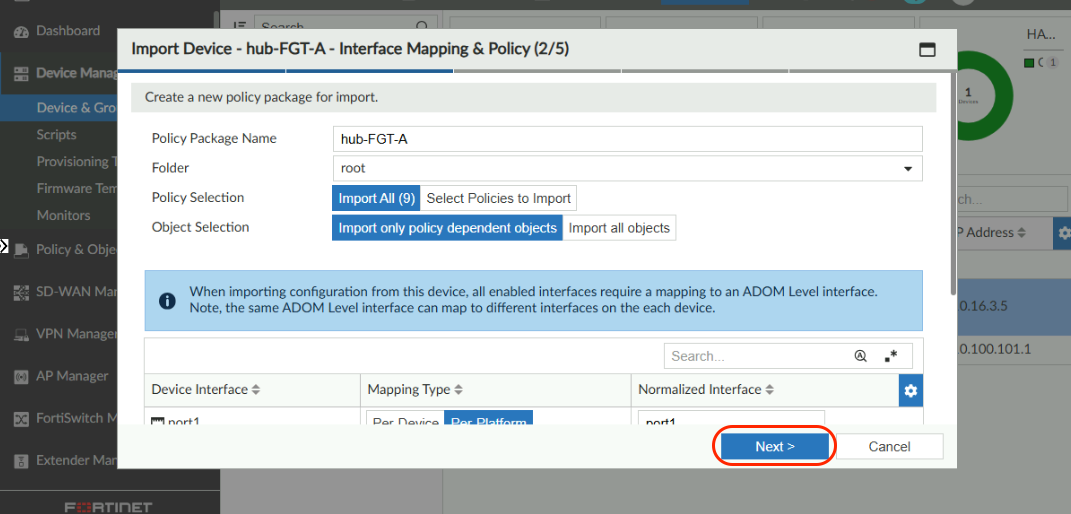 Search
Dashboard
Import Device - hub-FGT-A - Interface Mapping & Policy (2/5)
HA...
1
1
Devices
Device Manag
Create a new policy package for import.
Device & Gro
Policy Package Name
hub-FGT-A
Scripts
Folder
root
Provisioning T
Policy Selection
Import All (9)
Select Policies to Import
Firmware Tem
Object Selection
Import only policy dependent objects
Import all objects
Monitors
P Address
Policy & Obje
When importing configuration from this device, all enabled interfaces require a mapping to an ADOM Level interface.
Note, the same ADOM Level interface can map to different interfaces on the each device.
SD-WAN Man
0.16.3.5
VPN Manager
Search...
0.100.101.1
AP Manager
Device Interface
Mapping Type
Normalized Interface
FortiSwitch M
port1
Per Device
Per Platform
port1
Next >
Cancel
Extender Man
FORTINET